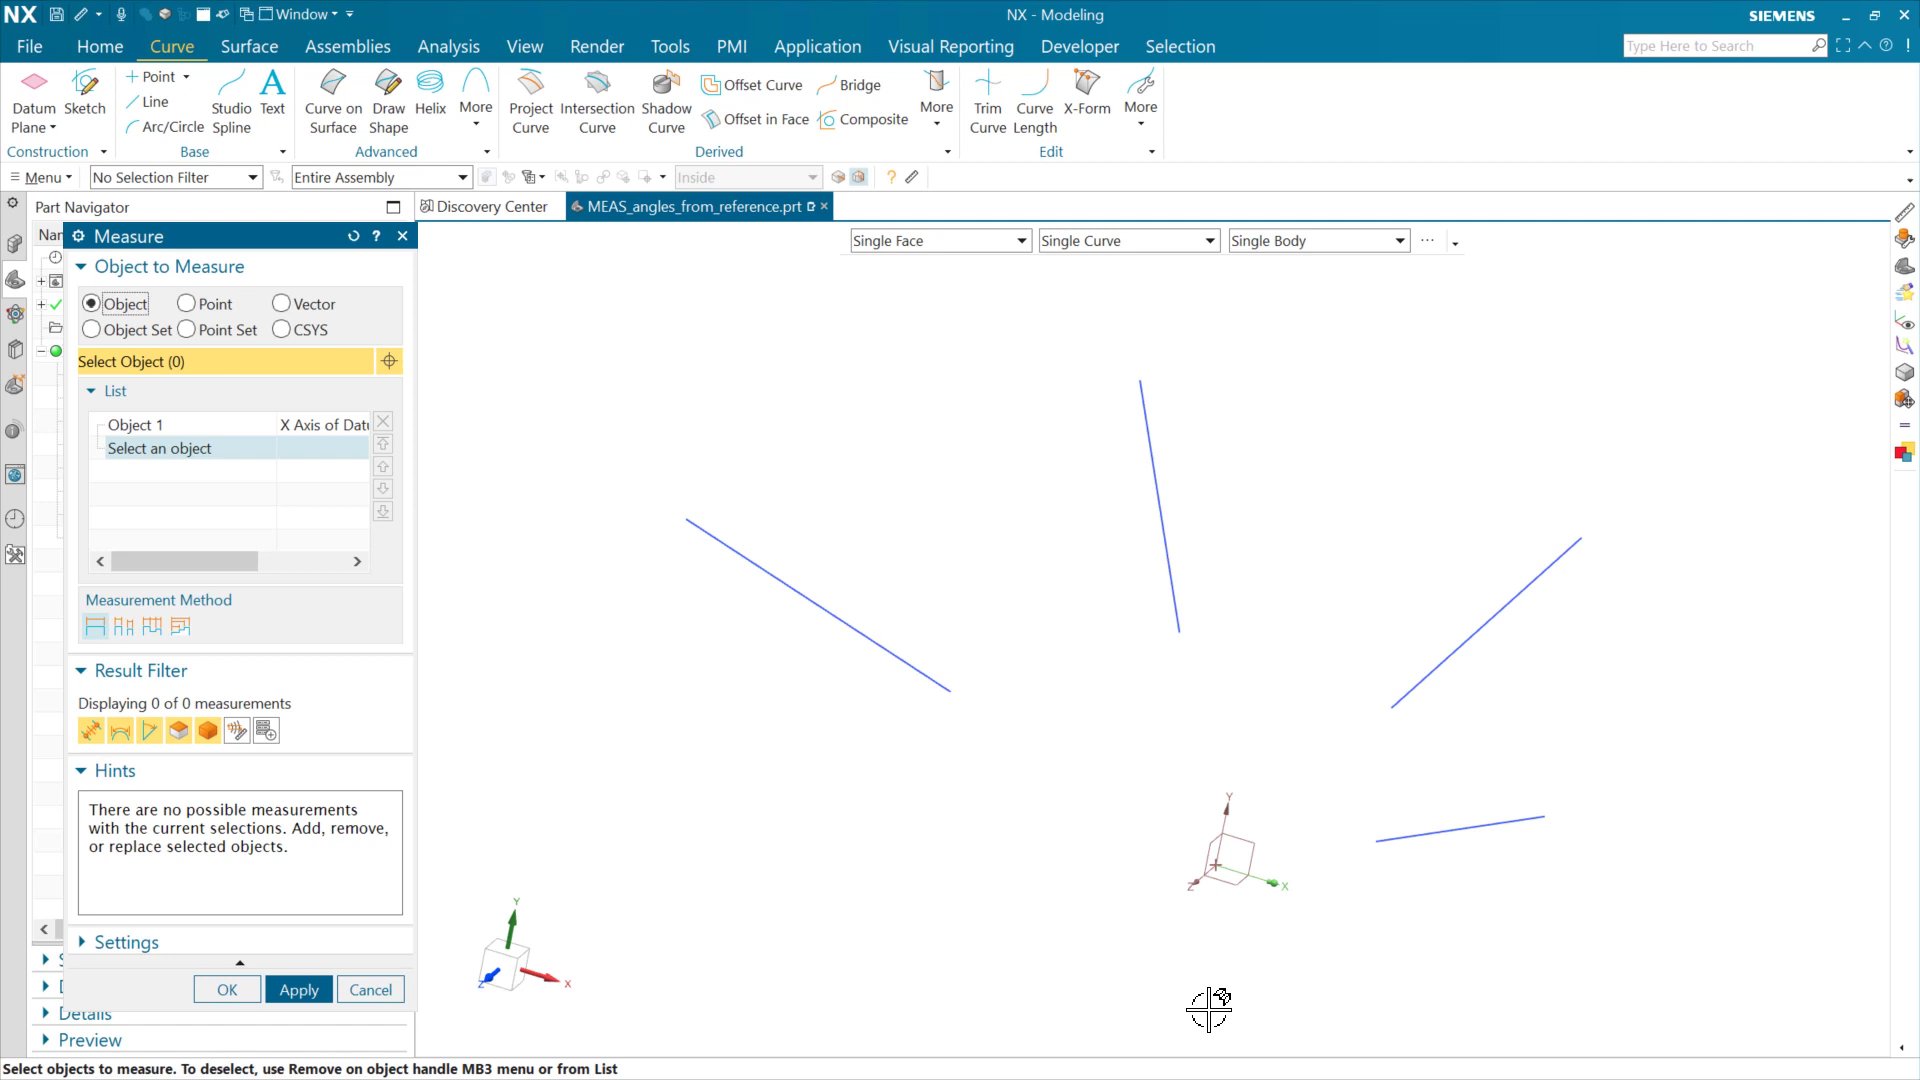 NX
Window
NX - Modeling
SIEMENS
File
Home
Curve
Surface
Assemblies
Analysis
View
Render
Tools
PMI
Application
Visual Reporting
Developer
Selection
Type Here to Search
Datum
Plane
Sketch
Point
Line
Arc/Circle
Studio
Spline
Text
Curve on
Surface
Draw
Shape
Helix
More
Project
Curve
Intersection
Curve
Shadow
Curve
Offset Curve
Offset in Face
Bridge
Composite
More
Trim
Curve
Curve
Length
X-Form
More
Construction
Base
Advanced
Derived
Edit
Menu
No Selection Filter
Entire Assembly
Inside
Part Navigator
Discovery Center
MEAS_angles_from_reference.prt
Nan
Measure
Single Face
Single Curve
Single Body
Object to Measure
Object
Point
Vector
Object Set
Point Set
CSYS
Select Object (0)
List
Object 1
X Axis of Datu
Select an object
Measurement Method
Result Filter
Displaying 0 of 0 measurements
Hints
There are no possible measurements
with the current selections. Add, remove,
or replace selected objects.
Settings
OK
Apply
Cancel
Details
Preview
Y
X
Z
Y
X
Z
Select objects to measure. To deselect, use Remove on object handle MB3 menu or from List